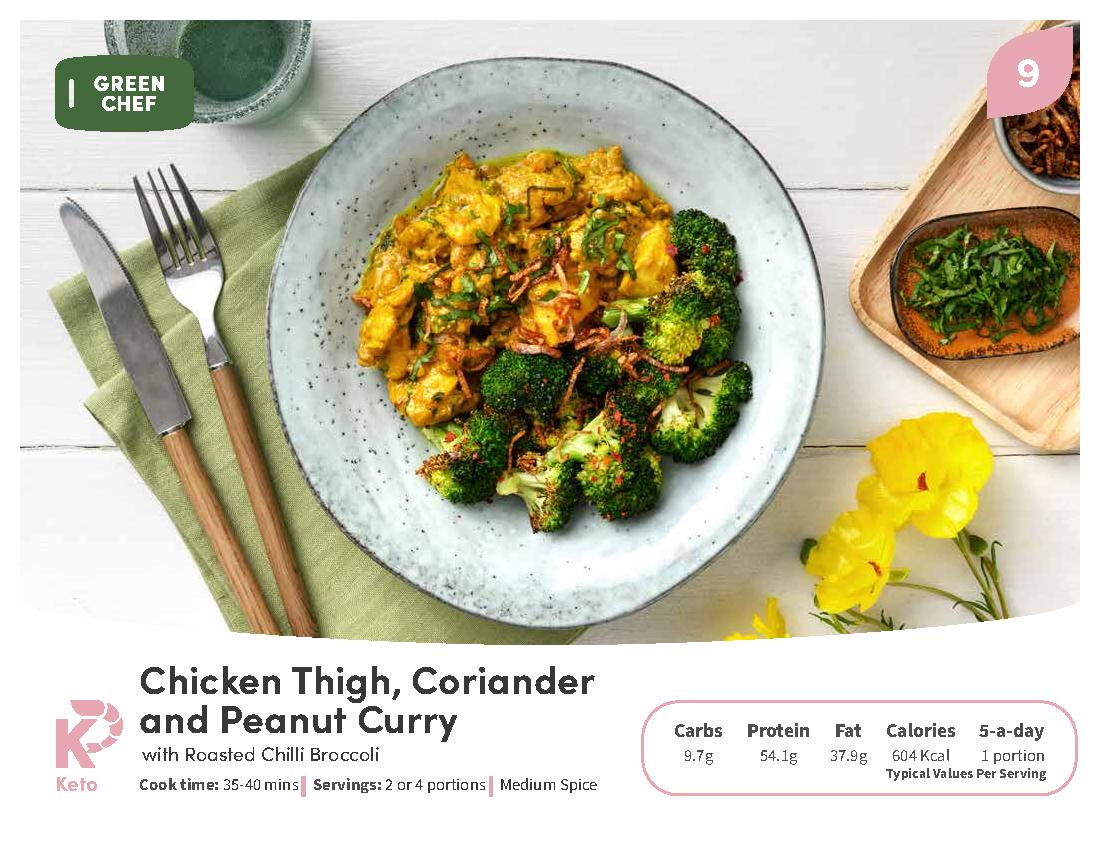 GREEN
CHEF
9
Chicken Thigh, Coriander
and Peanut Curry
with Roasted Chilli Broccoli
Keto
Cook time: 35-40 mins | Servings: 2 or 4 portions | Medium Spice
Carbs Protein Fat Calories 5-a-day
9.7g 54.1g 37.9g 604 Kcal 1 portion
Typical Values Per Serving